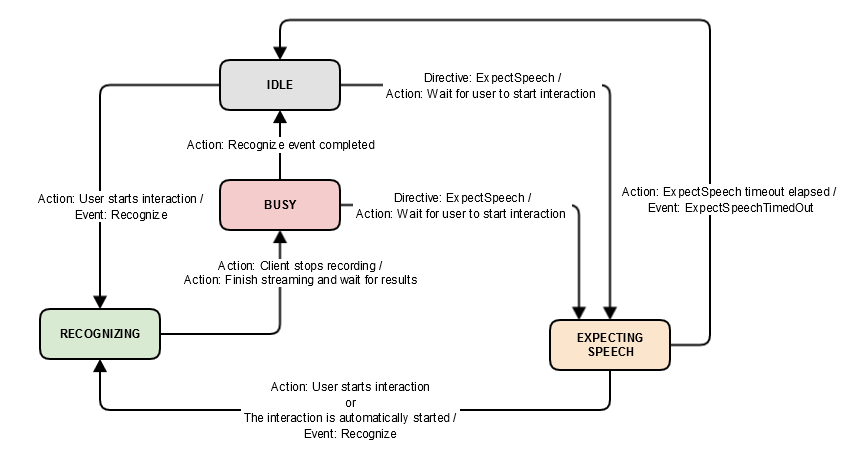 IDLE
Directive: ExpectSpeech /
Action: Wait for user to start interaction
Action: Recognize event completed
Action: User starts interaction /
Event: Recognize
BUSY
Directive: ExpectSpeech /
Action: Wait for user to start interaction
Action: ExpectSpeech timeout elapsed /
Event: ExpectSpeechTimedOut
Action: Client stops recording /
Action: Finish streaming and wait for results
RECOGNIZING
EXPECTING
SPEECH
Action: User starts interaction
or
The interaction is automatically started /
Event: Recognize